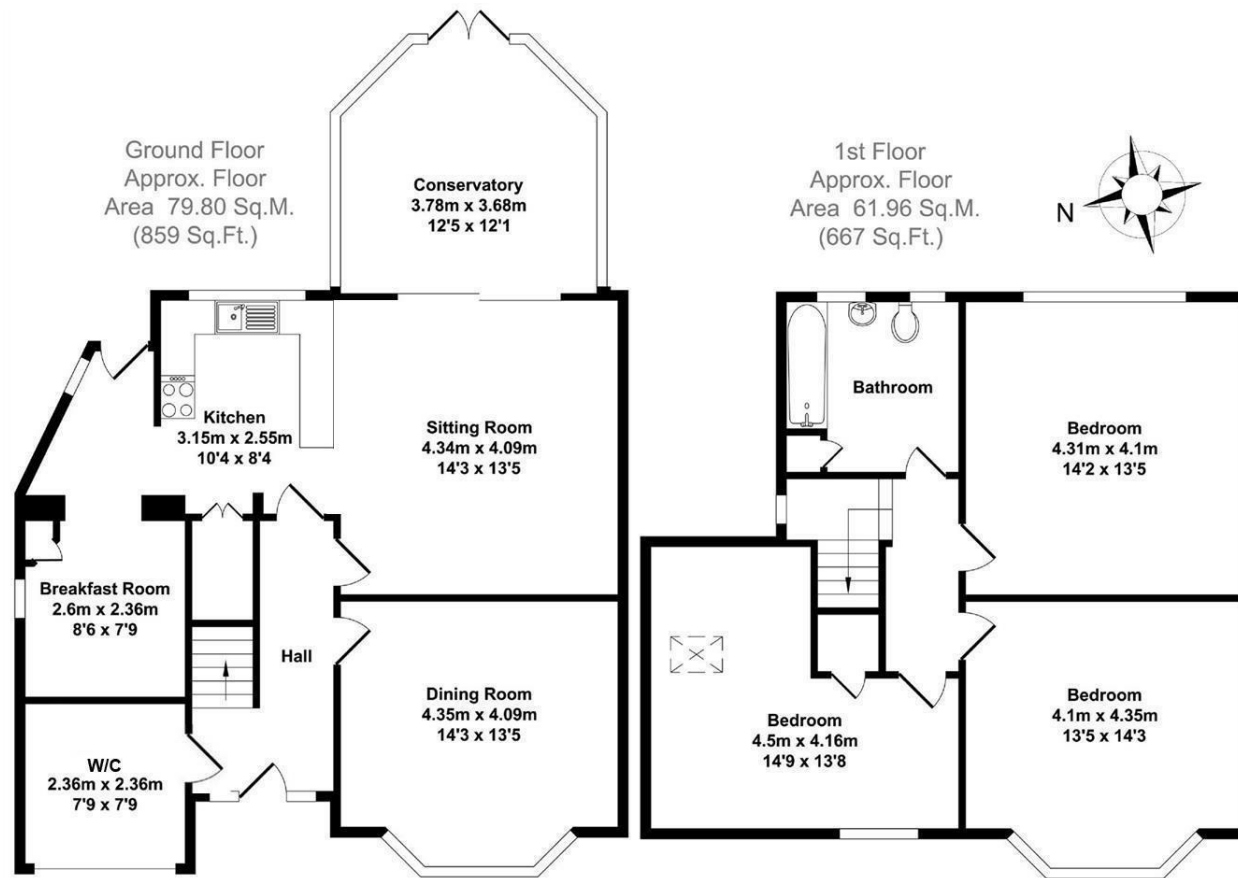 Ground Floor
Approx. Floor
Area 79.80 Sq.M.
(859 Sq.Ft.)
Conservatory
3.78m x 3.68m
12'5 x 12'1
Kitchen
3.15m x 2.55m
10'4 x 8'4
Sitting Room
4.34m x 4.09m
14'3 x 13'5
Breakfast Room
2.6m x 2.36m
8'6 x 7'9
Hall
Dining Room
4.35m x 4.09m
14'3 x 13'5
W/C
2.36m x 2.36m
7'9 x 7'9
1st Floor
Approx. Floor
Area 61.96 Sq.M.
(667 Sq.Ft.)
N
Bathroom
Bedroom
4.31m x 4.1m
14'2 x 13'5
Bedroom
4.5m x 4.16m
14'9 x 13'8
Bedroom
4.1m x 4.35m
13'5 x 14'3